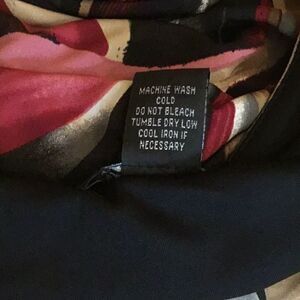 MACHINE WASH
COLD
DO NOT BLEACH
TUMBLE DRY LOW
COOL IRON IF
NECESSARY